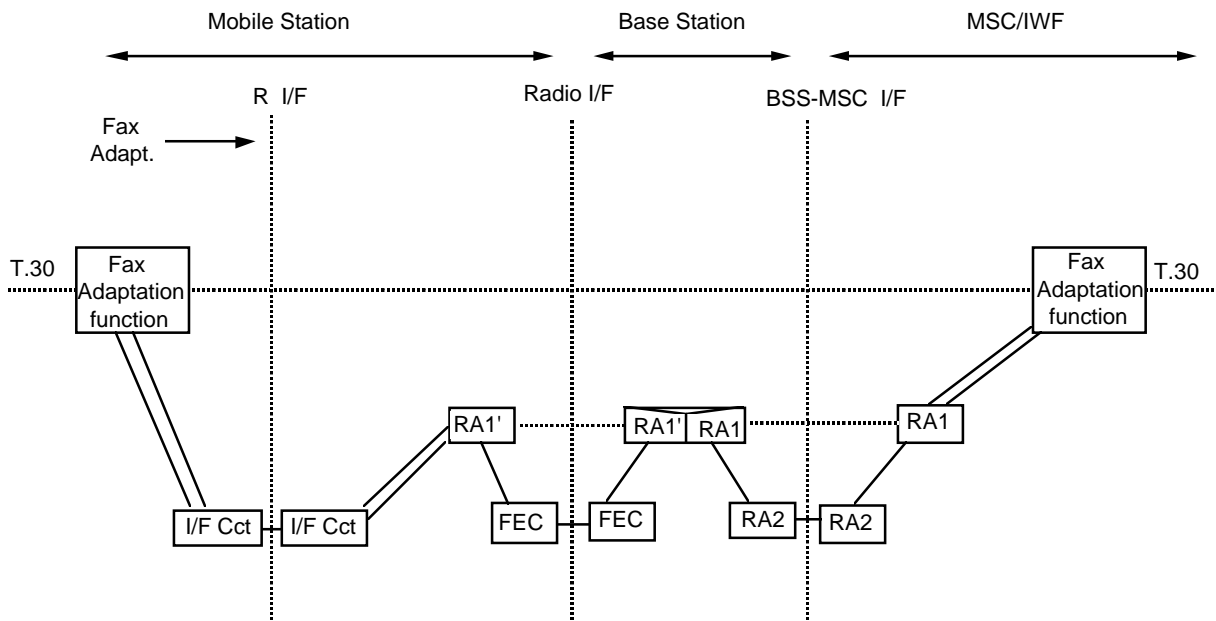 Mobile Station
Base Station
MSC/IWF
R I/F
Radio I/F
BSS-MSC I/F
Fax
Adapt.
T.30
Fax
Adaptation
function
Fax
Adaptation
function
T.30
RA1'
RA1'
RA1
RA1
I/F Cct
I/F Cct
FEC
FEC
RA2
RA2